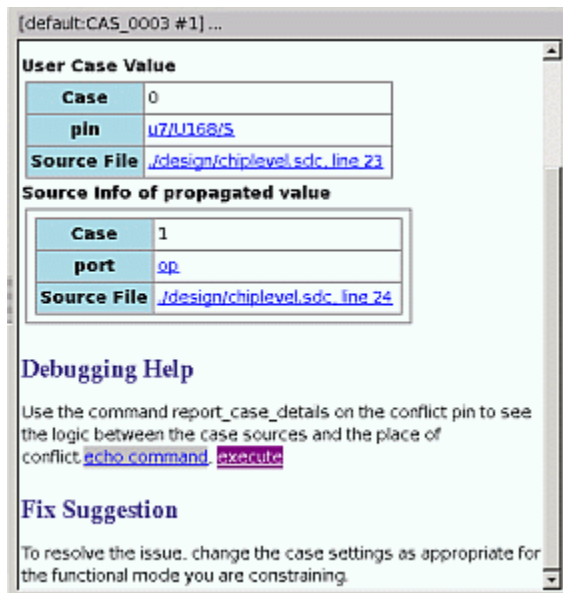 [default:CAS_0003 #1] ...
User Case Value
Case 0
pin u7/U168/S
Source File ./design/chiplevel.sdc, line 23
Source Info of propagated value
Case 1
port op
Source File ./design/chiplevel.sdc, line 24
Debugging Help
Use the command report_case_details on the conflict pin to see
the logic between the case sources and the place of
conflict.echo command, execute
Fix Suggestion
To resolve the issue, change the case settings as appropriate for
the functional mode you are constraining.